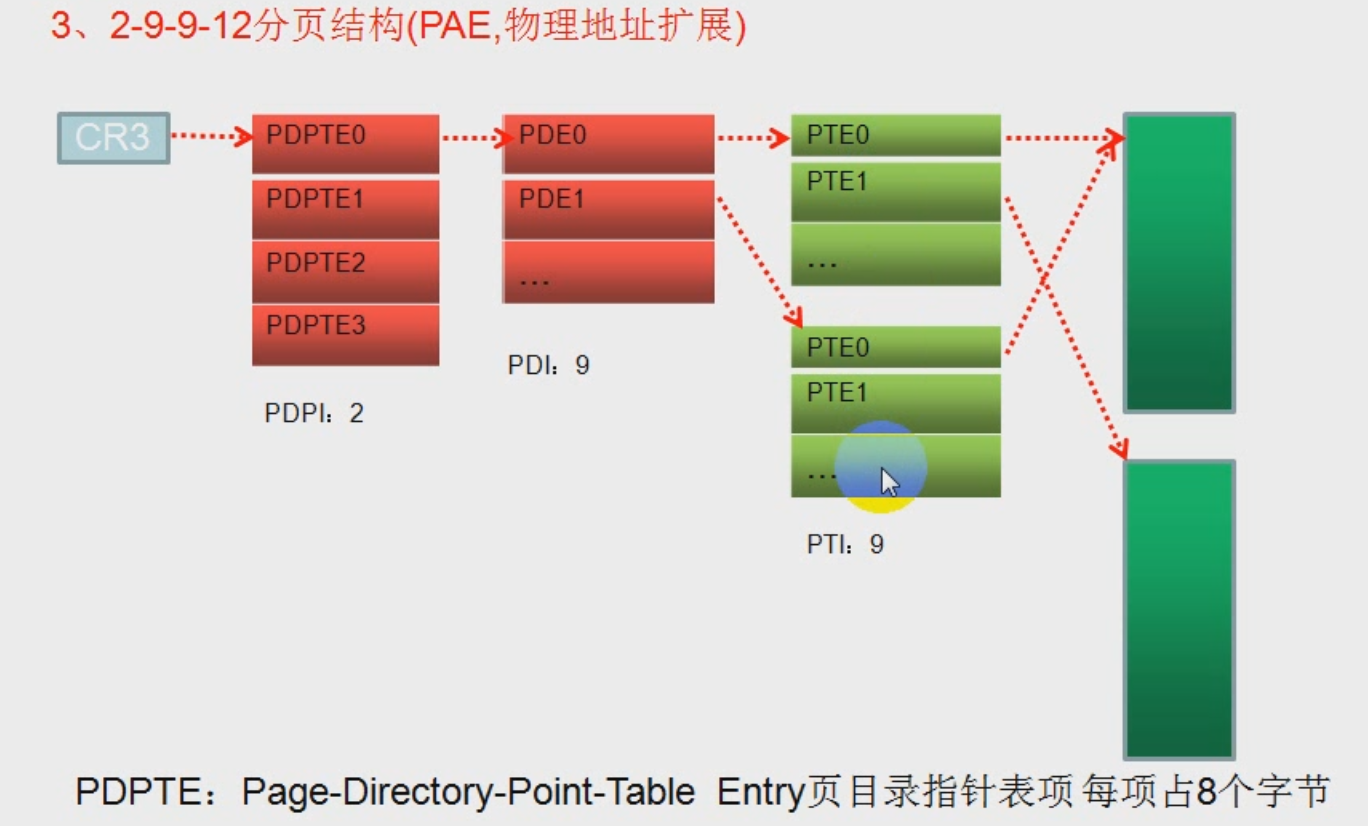 3、2-9-9-12分页结构(PAE,物理地址扩展)
CR3
PDPTE0
PDPTE1
PDPTE2
PDPTE3
PDPI：2
PDE0
PDE1
...
PDI：9
PTE0
PTE1
...
PTE0
PTE1
...
PTI：9
PDPTE：Page-Directory-Point-Table Entry页目录指针表项 每项占8个字节